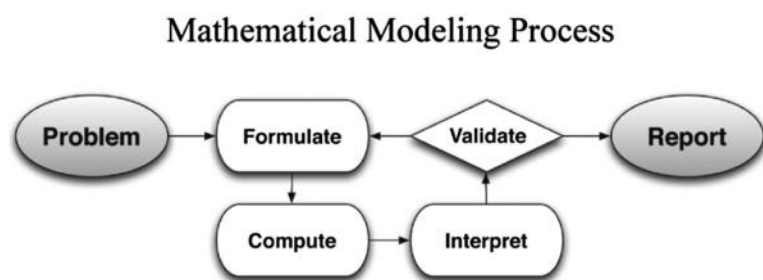 Mathematical Modeling Process
Problem
Formulate
Validate
Report
Compute
Interpret